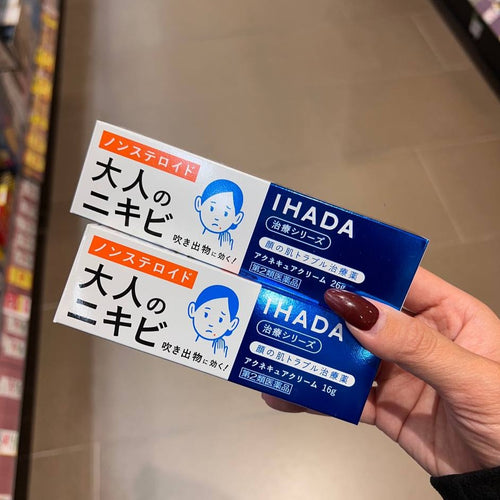 ノンステロイド
大人の
ニキビ
吹き出物に効く!
IHADA
治療シリーズ
顔の肌トラブル治療薬
アクネキュアクリーム 26g
第2類医薬品
ノンステロイド
大人の
ニキビ
吹き出物に効く!
IHADA
治療シリーズ
顔の肌トラブル治療薬
アクネキュアクリーム 16g
第2類医薬品